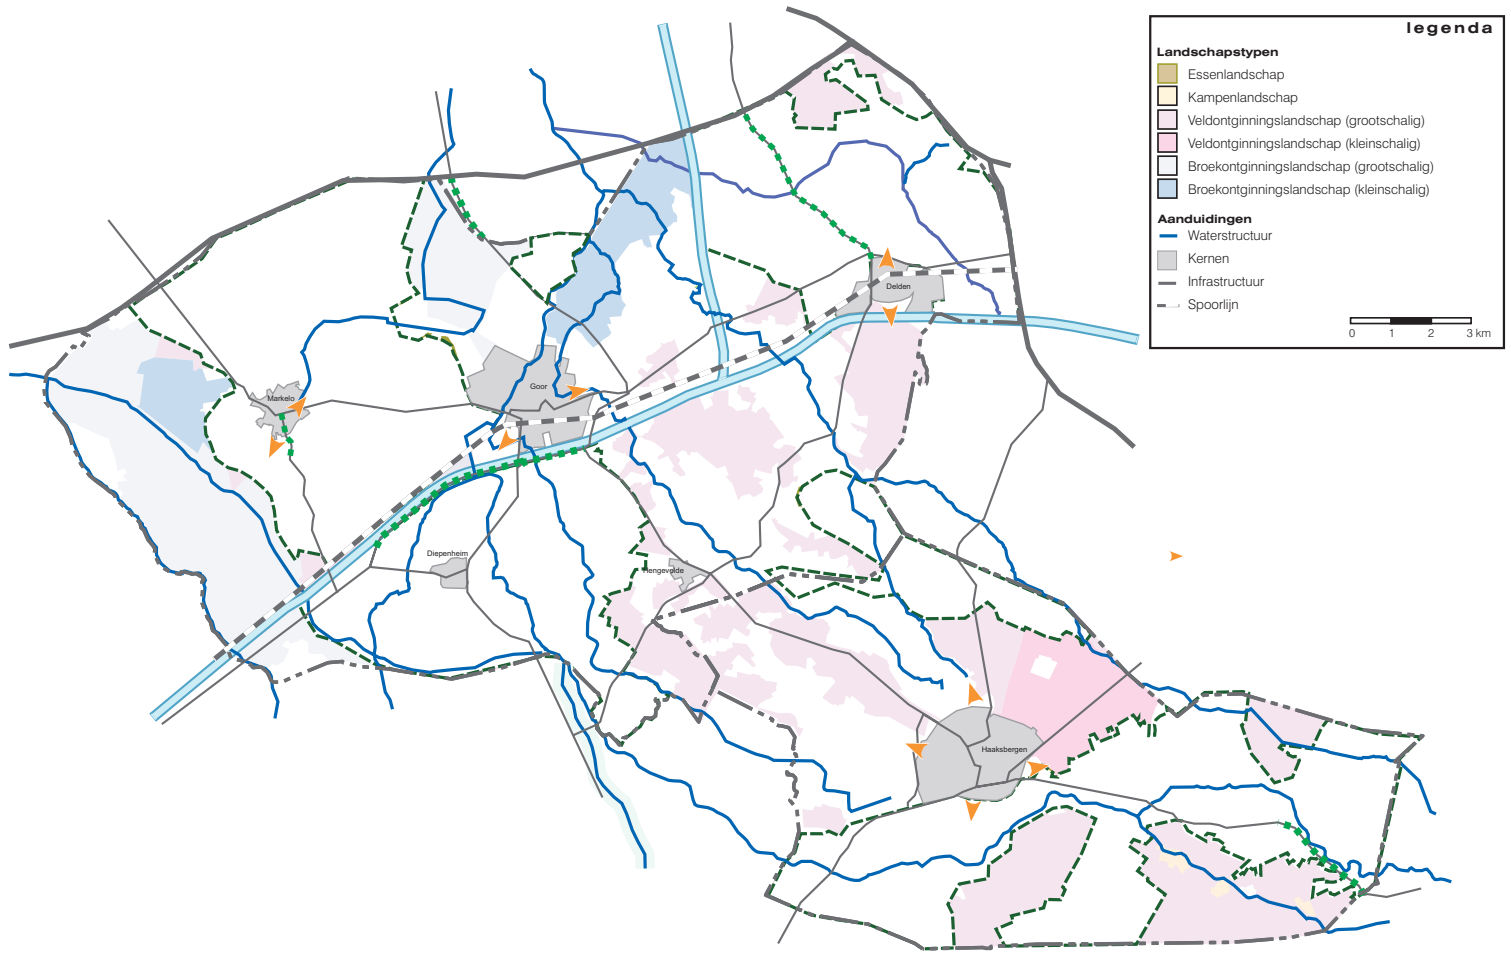 legenda
Landschapstypen
Essenlandschap
Kampenlandschap
Veldontginningslandschap (grootschalig)
Veldontginningslandschap (kleinschalig)
Broekontginningslandschap (grootschalig)
Broekontginningslandschap (kleinschalig)
Aanduidingen
Waterstructuur
Kernen
Infrastructuur
Spoorlijn
0 1 2 3 km
Delden
Goor
Markelo
Diepenheim
Hengevelde
Haaksbergen